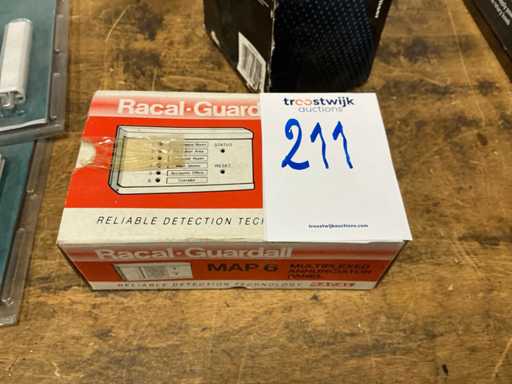 Racal-Guard
troostwijk
auctions
211
STATUS
RESET
RELIABLE DETECTION TECH
troostwijkauctions.com
Racal-Guardall
MAP 6 MULTIPLEXED
ANNUNCIATOR
PANEL
Reliable Detection Technology